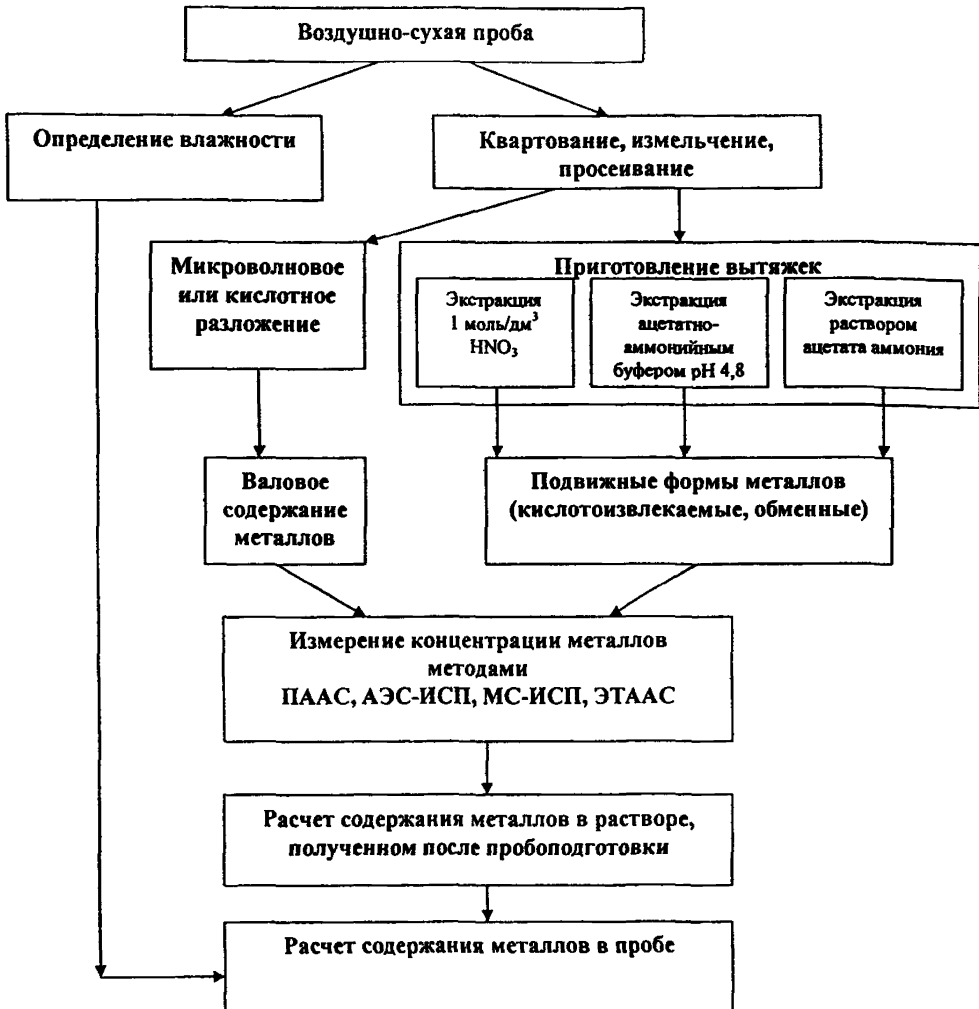 Воздушно-сухая проба
Определение влажности
Квартование, измельчение,
просеивание
Микроволновое
или кислотное
разложение
Приготовление вытяжек
Экстракция
1 моль/дм³
HNO₃
Экстракция
ацетатно-
аммонийным
буфером pH 4,8
Экстракция
раствором
ацетата аммония
Валовое
содержание
металлов
Подвижные формы металлов
(кислотоизвлекаемые, обменные)
Измерение концентрации металлов
методами
ПААС, АЭС-ИСП, МС-ИСП, ЭТААС
Расчет содержания металлов в растворе,
полученном после пробоподготовки
Расчет содержания металлов в пробе